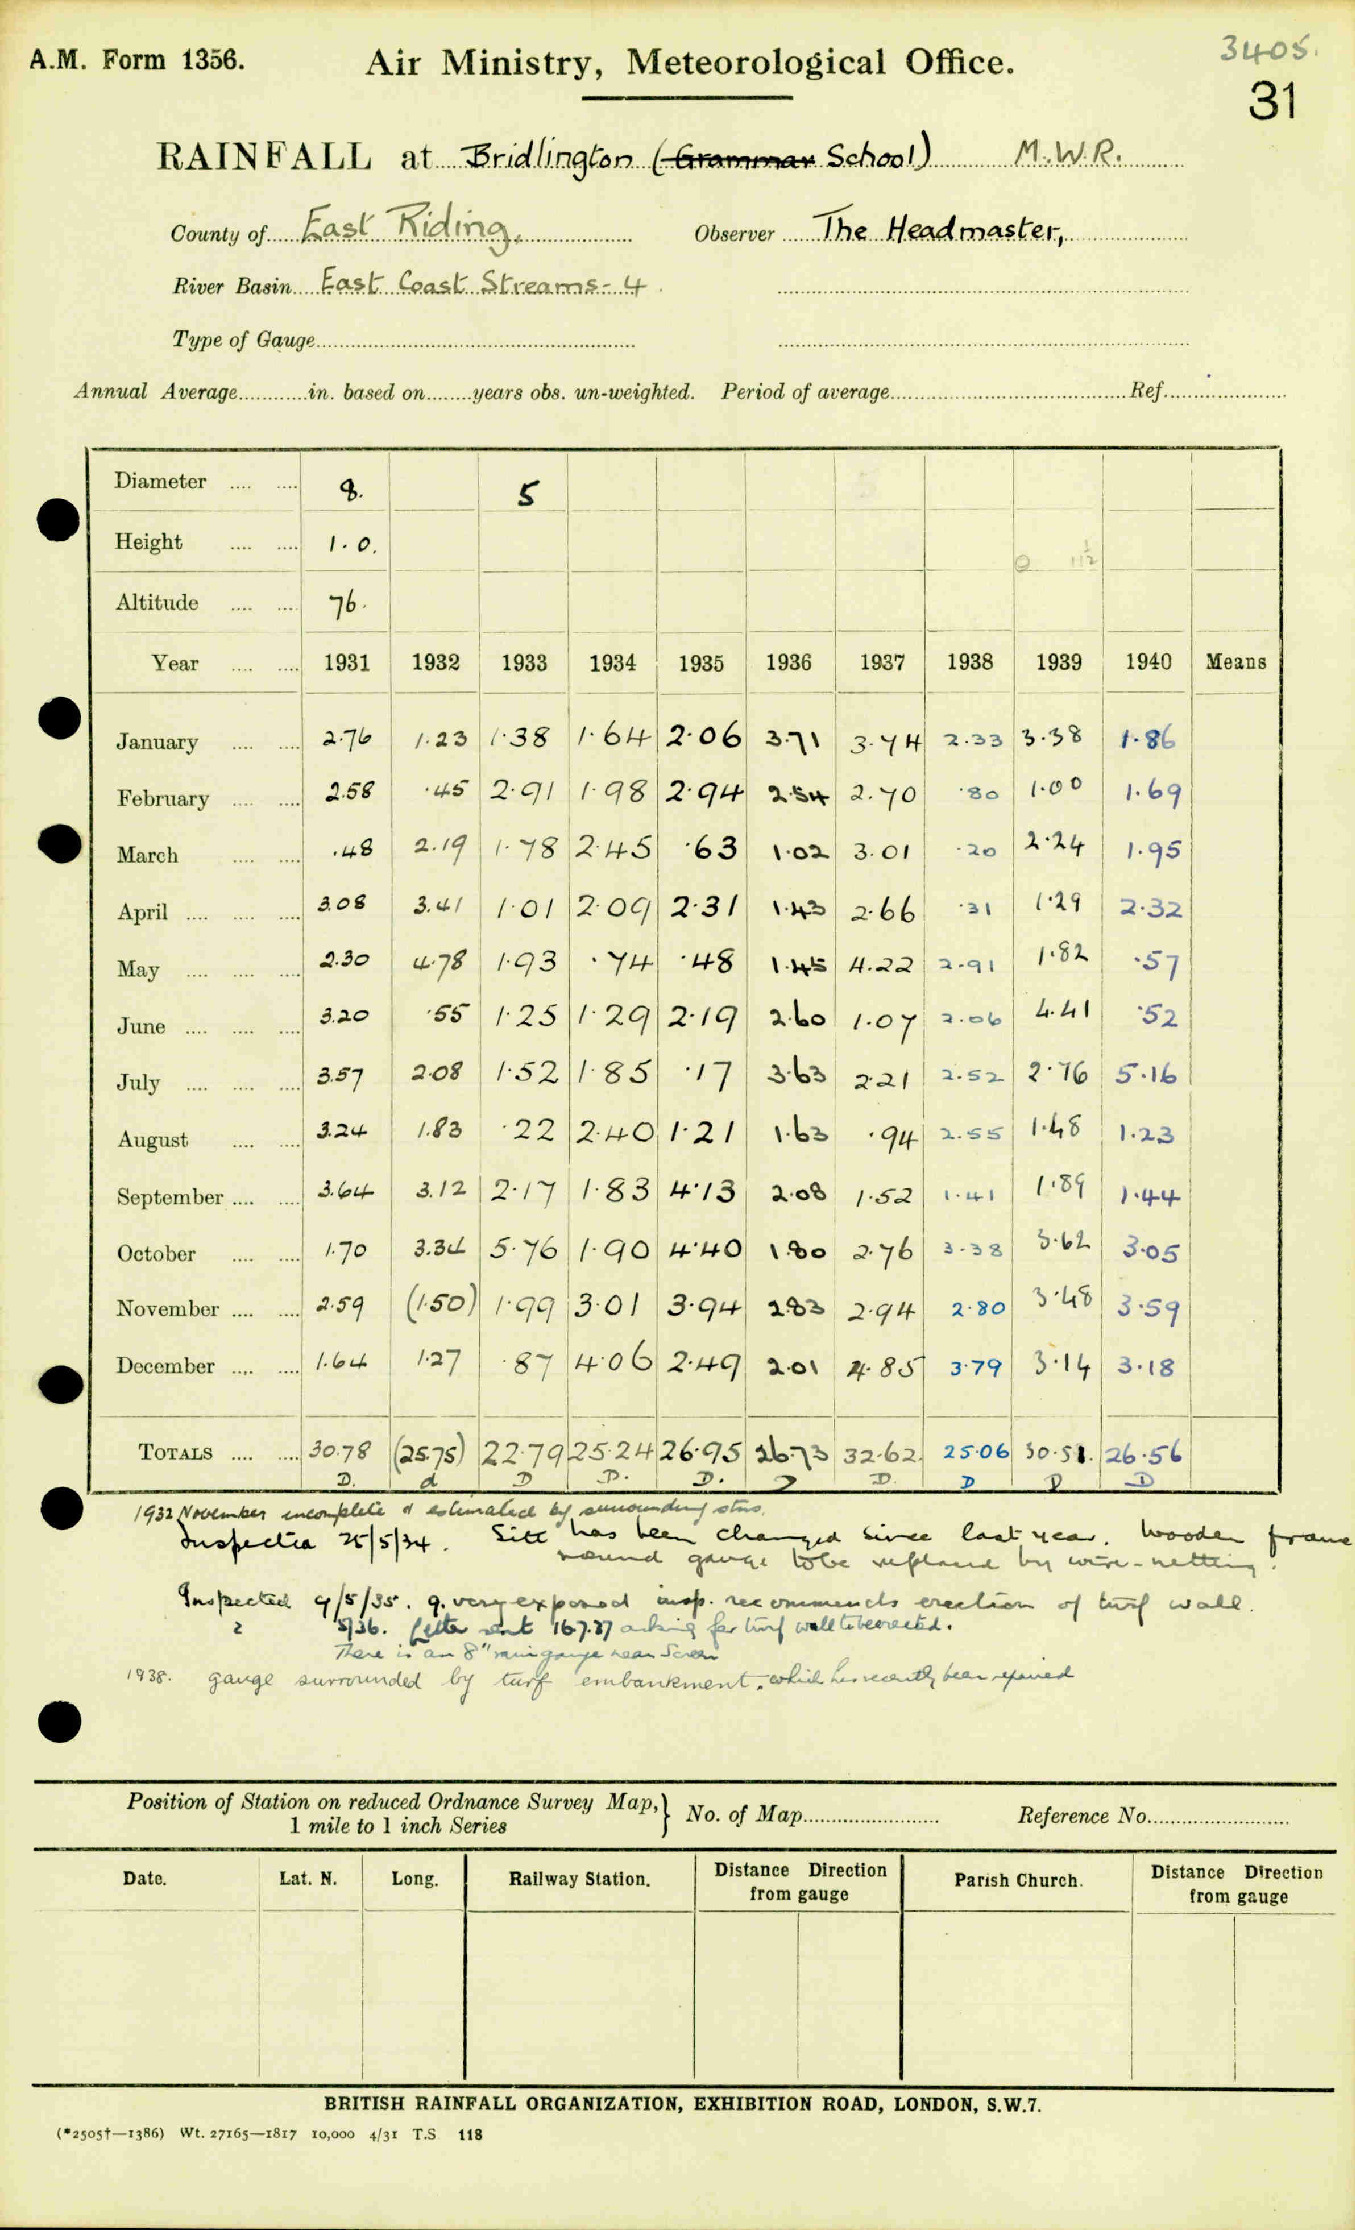 3405.
A.M. Form 1356. Air Ministry, Meteorological Office.
31
RAINFALL at Bridlington (Grammar School) M.W.R.
County of East Riding. Observer The Headmaster,
River Basin East Coast Streams - 4.
Type of Gauge
Annual Average in. based on years obs. un-weighted. Period of average Ref.
Diameter 8. 5
Height 1.0. 0 11½
Altitude 76.
Year 1931 1932 1933 1934 1935 1936 1937 1938 1939 1940 Means
January 2.76 1.23 1.38 1.64 2.06 3.71 3.74 2.33 3.38 1.86
February 2.58 .45 2.91 1.98 2.94 2.54 2.70 .80 1.00 1.69
March .48 2.19 1.78 2.45 .63 1.02 3.01 .20 2.24 1.95
April 3.08 3.41 1.01 2.09 2.31 1.43 2.66 .31 1.29 2.32
May 2.30 4.78 1.93 .74 .48 1.45 4.22 2.91 1.82 .57
June 3.20 .55 1.25 1.29 2.19 2.60 1.07 2.06 4.41 .52
July 3.57 2.08 1.52 1.85 .17 3.63 2.21 2.52 2.76 5.16
August 3.24 1.83 .22 2.40 1.21 1.63 .94 2.55 1.48 1.23
September 3.64 3.12 2.17 1.83 4.13 2.08 1.52 1.41 1.89 1.44
October 1.70 3.34 5.76 1.90 4.40 1.80 2.76 3.38 3.62 3.05
November 2.59 (1.50) 1.99 3.01 3.94 2.83 2.94 2.80 3.48 3.59
December 1.64 1.27 .87 4.06 2.49 2.01 4.85 3.79 3.14 3.18
TOTALS 30.78 (25.75) 22.79 25.24 26.95 26.73 32.62. 25.06 30.51. 26.56
D. d D D. D. D D. D D D
1932 November incomplete & estimated by surrounding stns.
Inspection 25/5/34. Site has been changed since last year. Wooden frame
round gauge to be replaced by wire-netting.
Inspected 9/5/35. g. very exposed insp. recommends erection of turf wall.
5/36. Letter sent 16.7.37 asking for turf wall to be erected.
There is an 8" raingauge near Screen
1938. gauge surrounded by turf embankment, which has recently been repaired
Position of Station on reduced Ordnance Survey Map,
1 mile to 1 inch Series } No. of Map Reference No.
Date. Lat. N. Long. Railway Station. Distance Direction from gauge Parish Church. Distance Direction from gauge
BRITISH RAINFALL ORGANIZATION, EXHIBITION ROAD, LONDON, S.W.7.
(*2505†—1386) Wt. 27165—1817 10,000 4/31 T.S 118